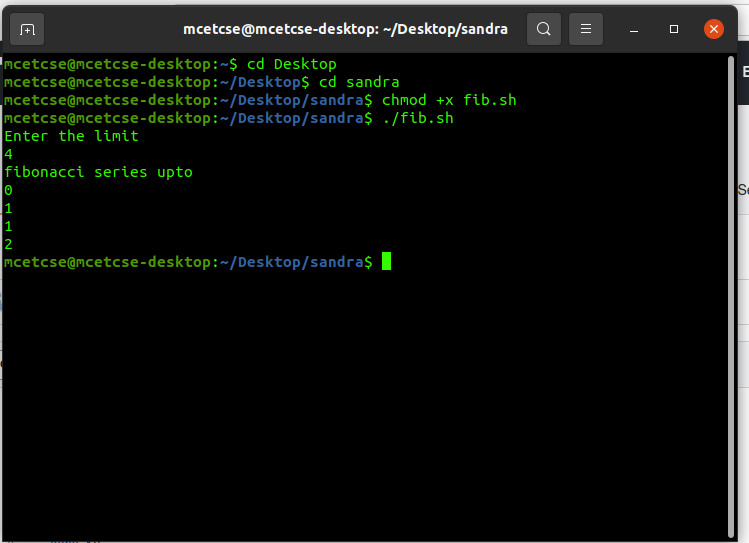 mcetcse@mcetcse-desktop: ~/Desktop/sandra
mcetcse@mcetcse-desktop:~$ cd Desktop
mcetcse@mcetcse-desktop:~/Desktop$ cd sandra
mcetcse@mcetcse-desktop:~/Desktop/sandra$ chmod +x fib.sh
mcetcse@mcetcse-desktop:~/Desktop/sandra$ ./fib.sh
Enter the limit
4
fibonacci series upto
0
1
1
2
mcetcse@mcetcse-desktop:~/Desktop/sandra$